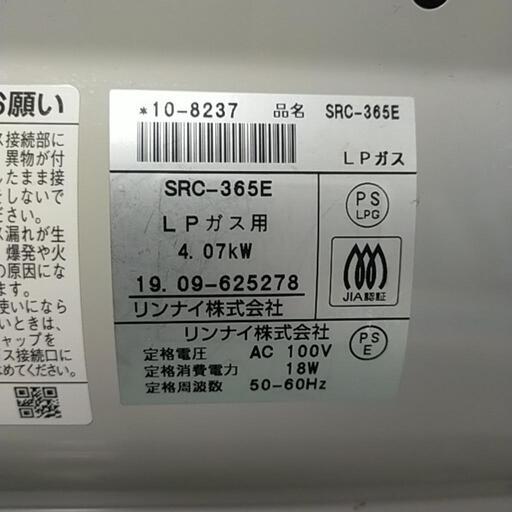 お願い
ス接続部に
異物が付
したまま接
をしないで
い。
ス漏れが生
爆発や火
の原因にな
ます。
使いになら
いときは、
キャップを
ス接続口に
めてください。
*10-8237 品名 SRC-365E
LPガス
SRC-365E
LPガス用
4.07kW
19.09-625278
リンナイ株式会社
PS
LPG
JIA認証
リンナイ株式会社
定格電圧 AC 100V
定格消費電力 18W
定格周波数 50-60Hz
PS
E